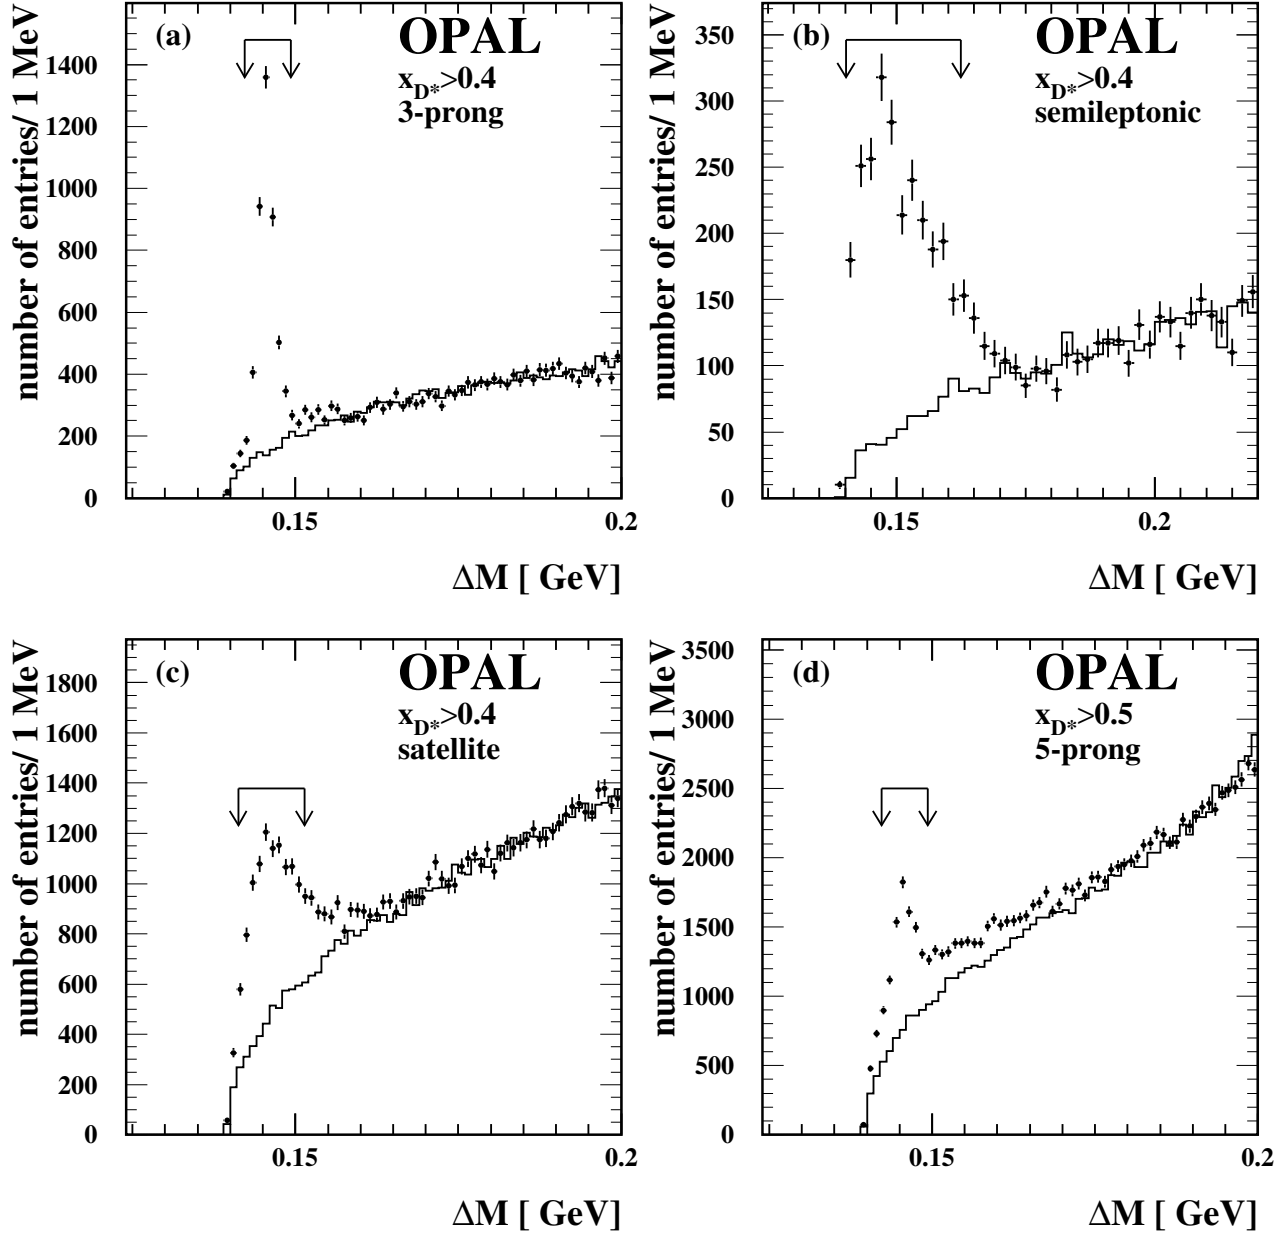 (a) OPAL
x_D*>0.4
3-prong
number of entries/ 1 MeV
1400
1200
1000
800
600
400
200
0
0.15 0.2
ΔM [ GeV]
(b) OPAL
x_D*>0.4
semileptonic
number of entries/ 1 MeV
350
300
250
200
150
100
50
0
0.15 0.2
ΔM [ GeV]
(c) OPAL
x_D*>0.4
satellite
number of entries/ 1 MeV
1800
1600
1400
1200
1000
800
600
400
200
0
0.15 0.2
ΔM [ GeV]
(d) OPAL
x_D*>0.5
5-prong
number of entries/ 1 MeV
3500
3000
2500
2000
1500
1000
500
0
0.15 0.2
ΔM [ GeV]